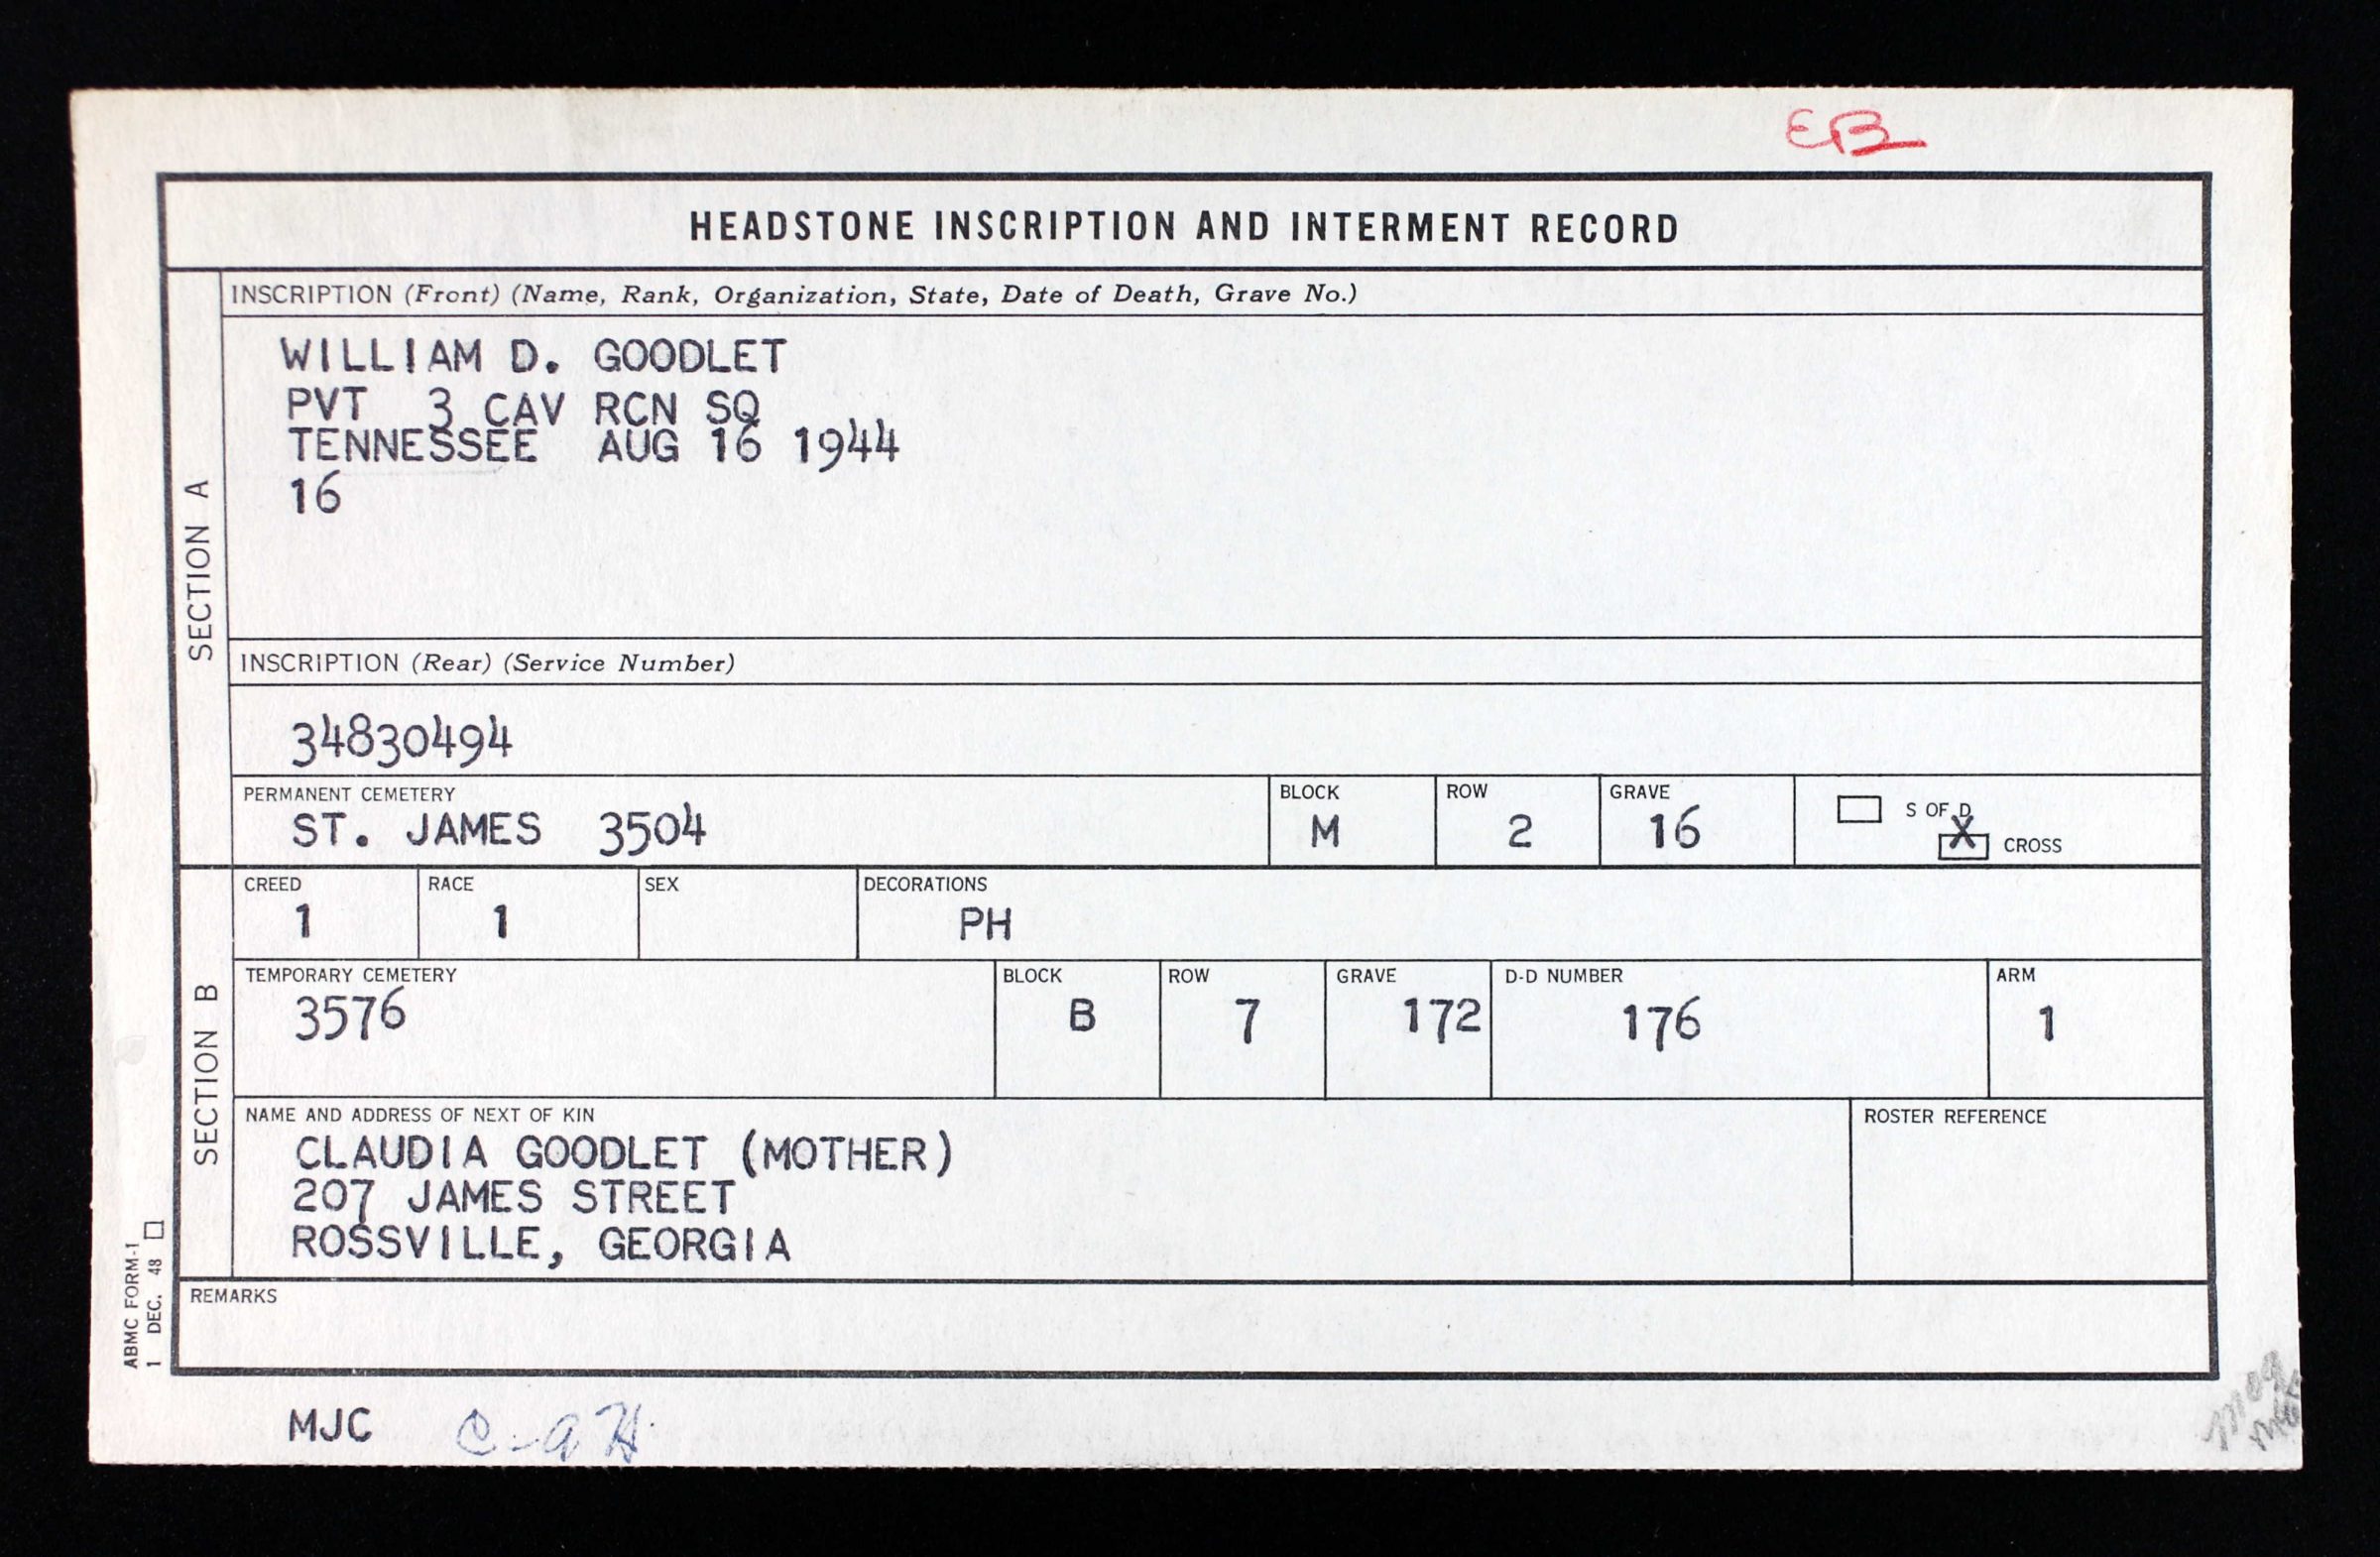 EB
HEADSTONE INSCRIPTION AND INTERMENT RECORD
SECTION A
INSCRIPTION (Front) (Name, Rank, Organization, State, Date of Death, Grave No.)
WILLIAM D. GOODLET
PVT 3 CAV RCN SQ
TENNESSEE AUG 16 1944
16
INSCRIPTION (Rear) (Service Number)
34830494
PERMANENT CEMETERY
ST. JAMES 3504
BLOCK
M
ROW
2
GRAVE
16
S OF D
X CROSS
SECTION B
CREED
1
RACE
1
SEX
DECORATIONS
PH
TEMPORARY CEMETERY
3576
BLOCK
B
ROW
7
GRAVE
172
D-D NUMBER
176
ARM
1
NAME AND ADDRESS OF NEXT OF KIN
CLAUDIA GOODLET (MOTHER)
207 JAMES STREET
ROSSVILLE, GEORGIA
ROSTER REFERENCE
REMARKS
ABMC FORM-1
1 DEC. 48
MJC